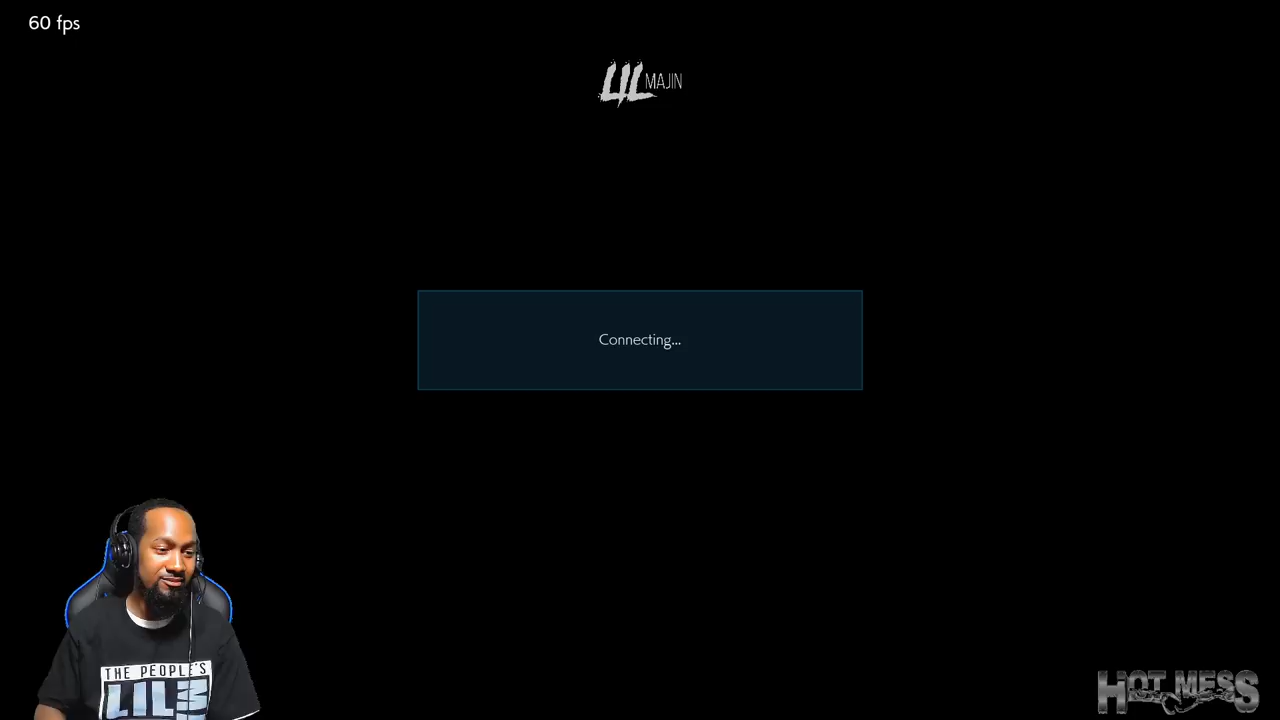 60 fps
LIL MAJIN
Connecting...
THE PEOPLE'S
LIL
HOT MESS